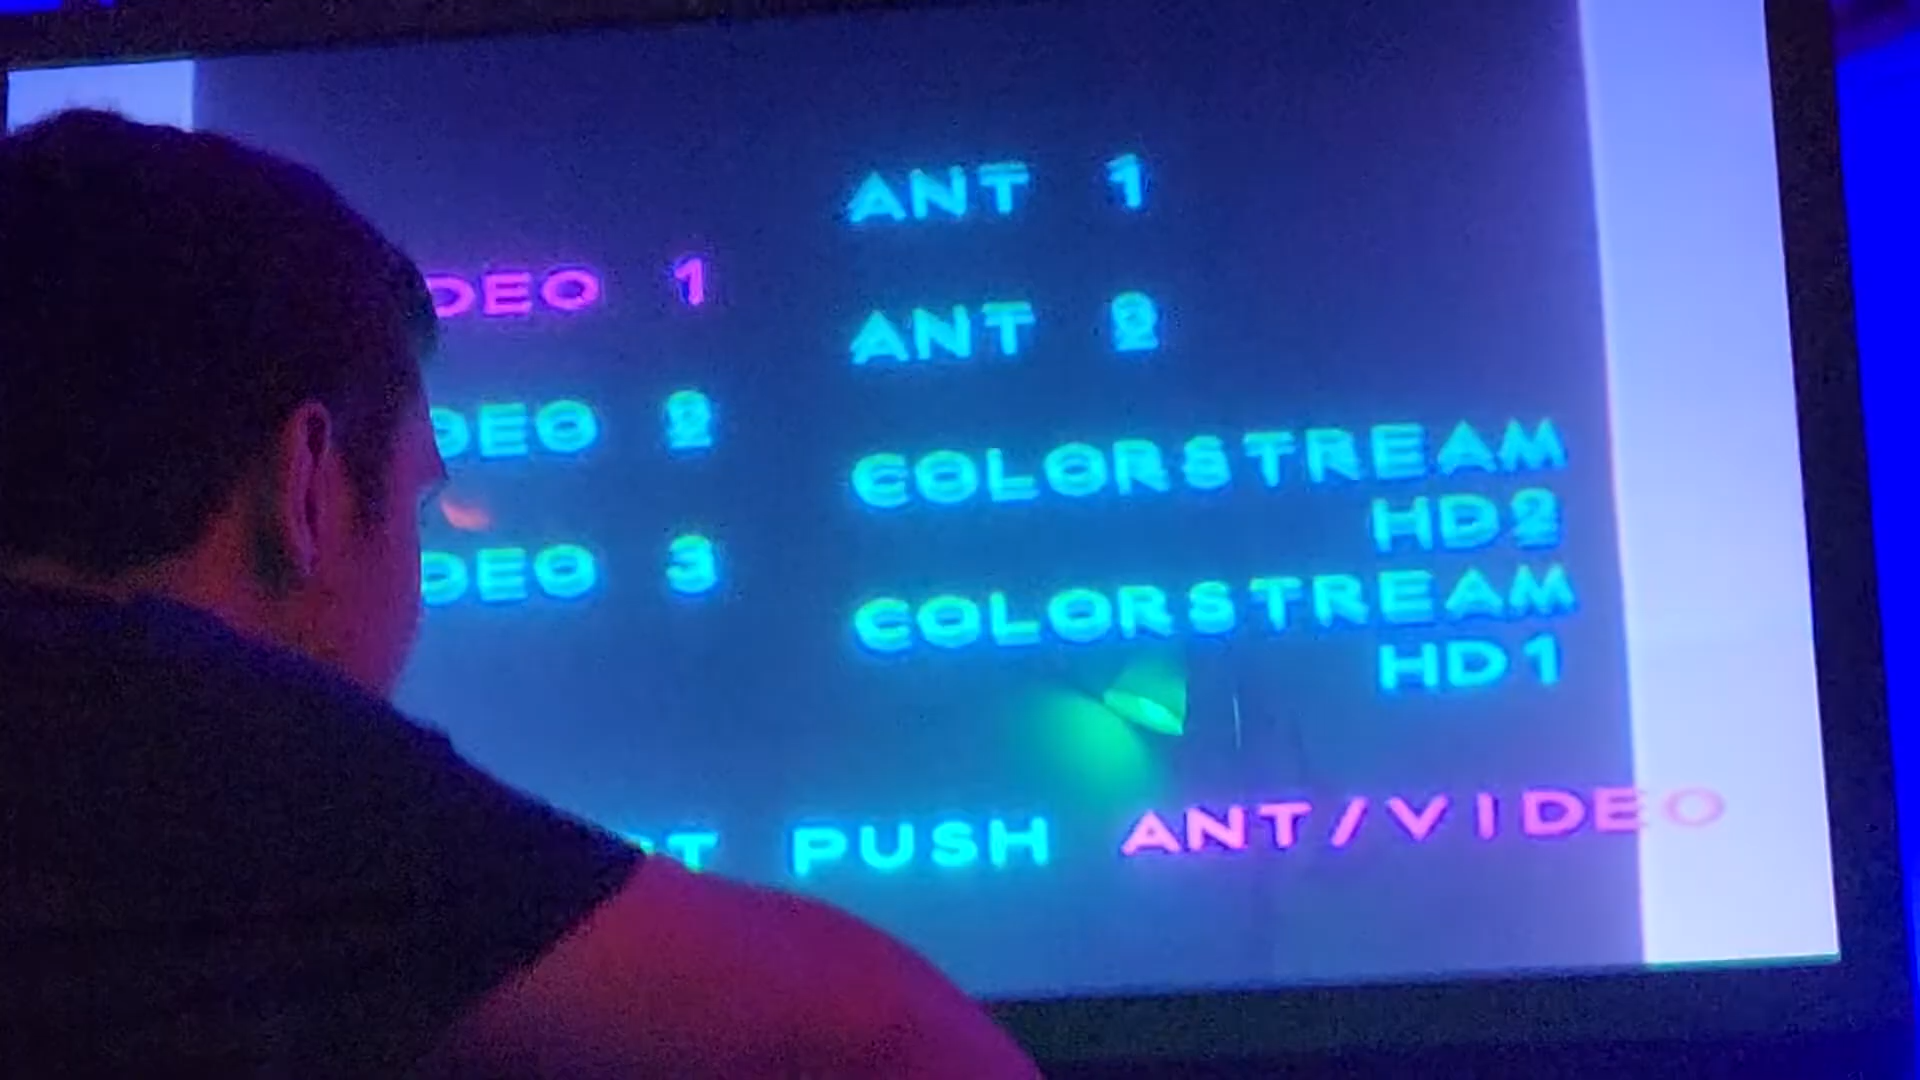 ANT 1
DEO 1
ANT 2
DEO 2
COLORSTREAM
HD2
DEO 3
COLORSTREAM
HD1
T PUSH ANT/VIDEO